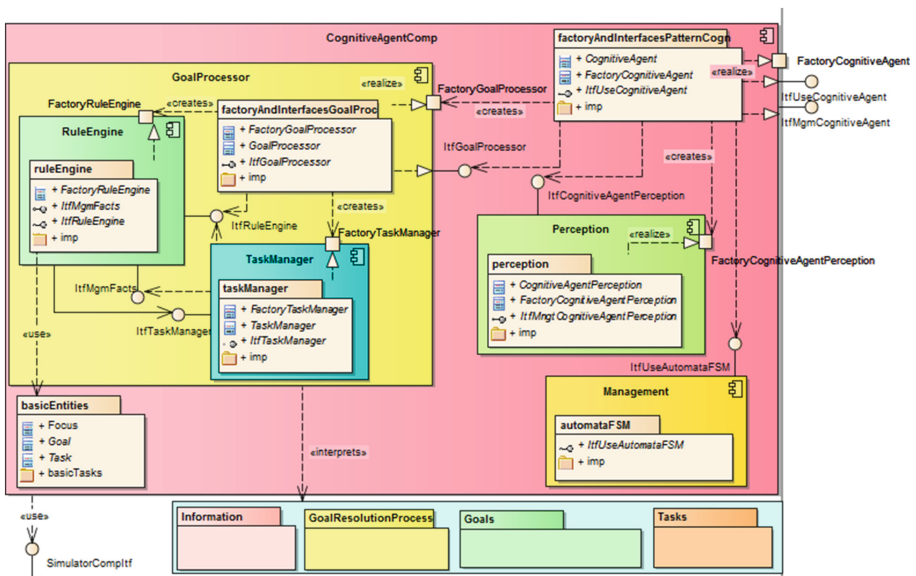 CognitiveAgentComp
factoryAndInterfacesPatternCogn
+ CognitiveAgent
+ FactoryCognitiveAgent
+ ItfUseCognitiveAgent
+ imp
«realize»
FactoryCognitiveAgent
ItfUseCognitiveAgent
ItfMgmCognitiveAgent
GoalProcessor
«realize»
FactoryGoalProcessor
«creates»
FactoryRuleEngine
«creates»
factoryAndInterfacesGoalProc
+ FactoryGoalProcessor
+ GoalProcessor
+ ItfGoalProcessor
+ imp
RuleEngine
ruleEngine
+ FactoryRuleEngine
+ ItfMgmFacts
+ ItfRuleEngine
+ imp
ItfGoalProcessor
«creates»
ItfCognitiveAgentPerception
«creates»
ItfRuleEngine
FactoryTaskManager
Perception
«realize»
FactoryCognitiveAgentPerception
perception
+ CognitiveAgentPerception
+ FactoryCognitiveAgentPerception
+ ItfMngtCognitiveAgentPerception
+ imp
TaskManager
taskManager
+ FactoryTaskManager
+ TaskManager
+ ItfTaskManager
+ imp
ItfMgmFacts
ItfTaskManager
«use»
ItfUseAutomataFSM
Management
automataFSM
+ ItfUseAutomataFSM
+ imp
basicEntities
+ Focus
+ Goal
+ Task
+ basicTasks
«interprets»
«use»
SimulatorCompItf
Information
GoalResolutionProcess
Goals
Tasks